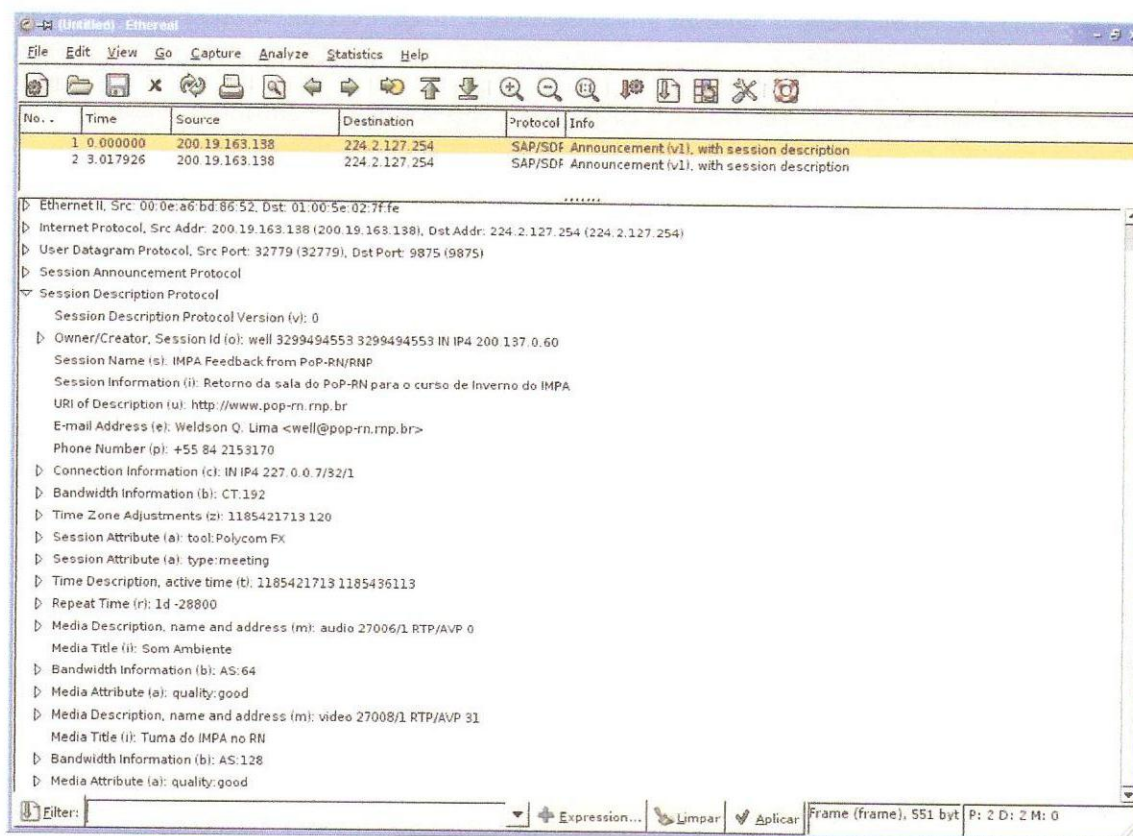 (Untitled) - Ethereal
File Edit View Go Capture Analyze Statistics Help
No. . Time Source Destination Protocol Info
1 0.000000 200.19.163.138 224.2.127.254 SAP/SDP Announcement (v1), with session description
2 3.017926 200.19.163.138 224.2.127.254 SAP/SDP Announcement (v1), with session description
Ethernet II, Src: 00:0e:a6:bd:86:52, Dst: 01:00:5e:02:7f:fe
Internet Protocol, Src Addr: 200.19.163.138 (200.19.163.138), Dst Addr: 224.2.127.254 (224.2.127.254)
User Datagram Protocol, Src Port: 32779 (32779), Dst Port: 9875 (9875)
Session Announcement Protocol
Session Description Protocol
Session Description Protocol Version (v): 0
Owner/Creator, Session Id (o): well 3299494553 3299494553 IN IP4 200.137.0.60
Session Name (s): IMPA Feedback from PoP-RN/RNP
Session Information (i): Retorno da sala do PoP-RN para o curso de Inverno do IMPA
URI of Description (u): http://www.pop-rn.rnp.br
E-mail Address (e): Weldson Q. Lima <well@pop-rn.rnp.br>
Phone Number (p): +55 84 2153170
Connection Information (c): IN IP4 227.0.0.7/32/1
Bandwidth Information (b): CT:192
Time Zone Adjustments (z): 1185421713 120
Session Attribute (a): tool:Polycom FX
Session Attribute (a): type:meeting
Time Description, active time (t): 1185421713 1185436113
Repeat Time (r): 1d -28800
Media Description, name and address (m): audio 27006/1 RTP/AVP 0
Media Title (i): Som Ambiente
Bandwidth Information (b): AS:64
Media Attribute (a): quality:good
Media Description, name and address (m): video 27008/1 RTP/AVP 31
Media Title (i): Tuma do IMPA no RN
Bandwidth Information (b): AS:128
Media Attribute (a): quality:good
Filter: Expression... Limpar Aplicar Frame (frame), 551 byt P: 2 D: 2 M: 0